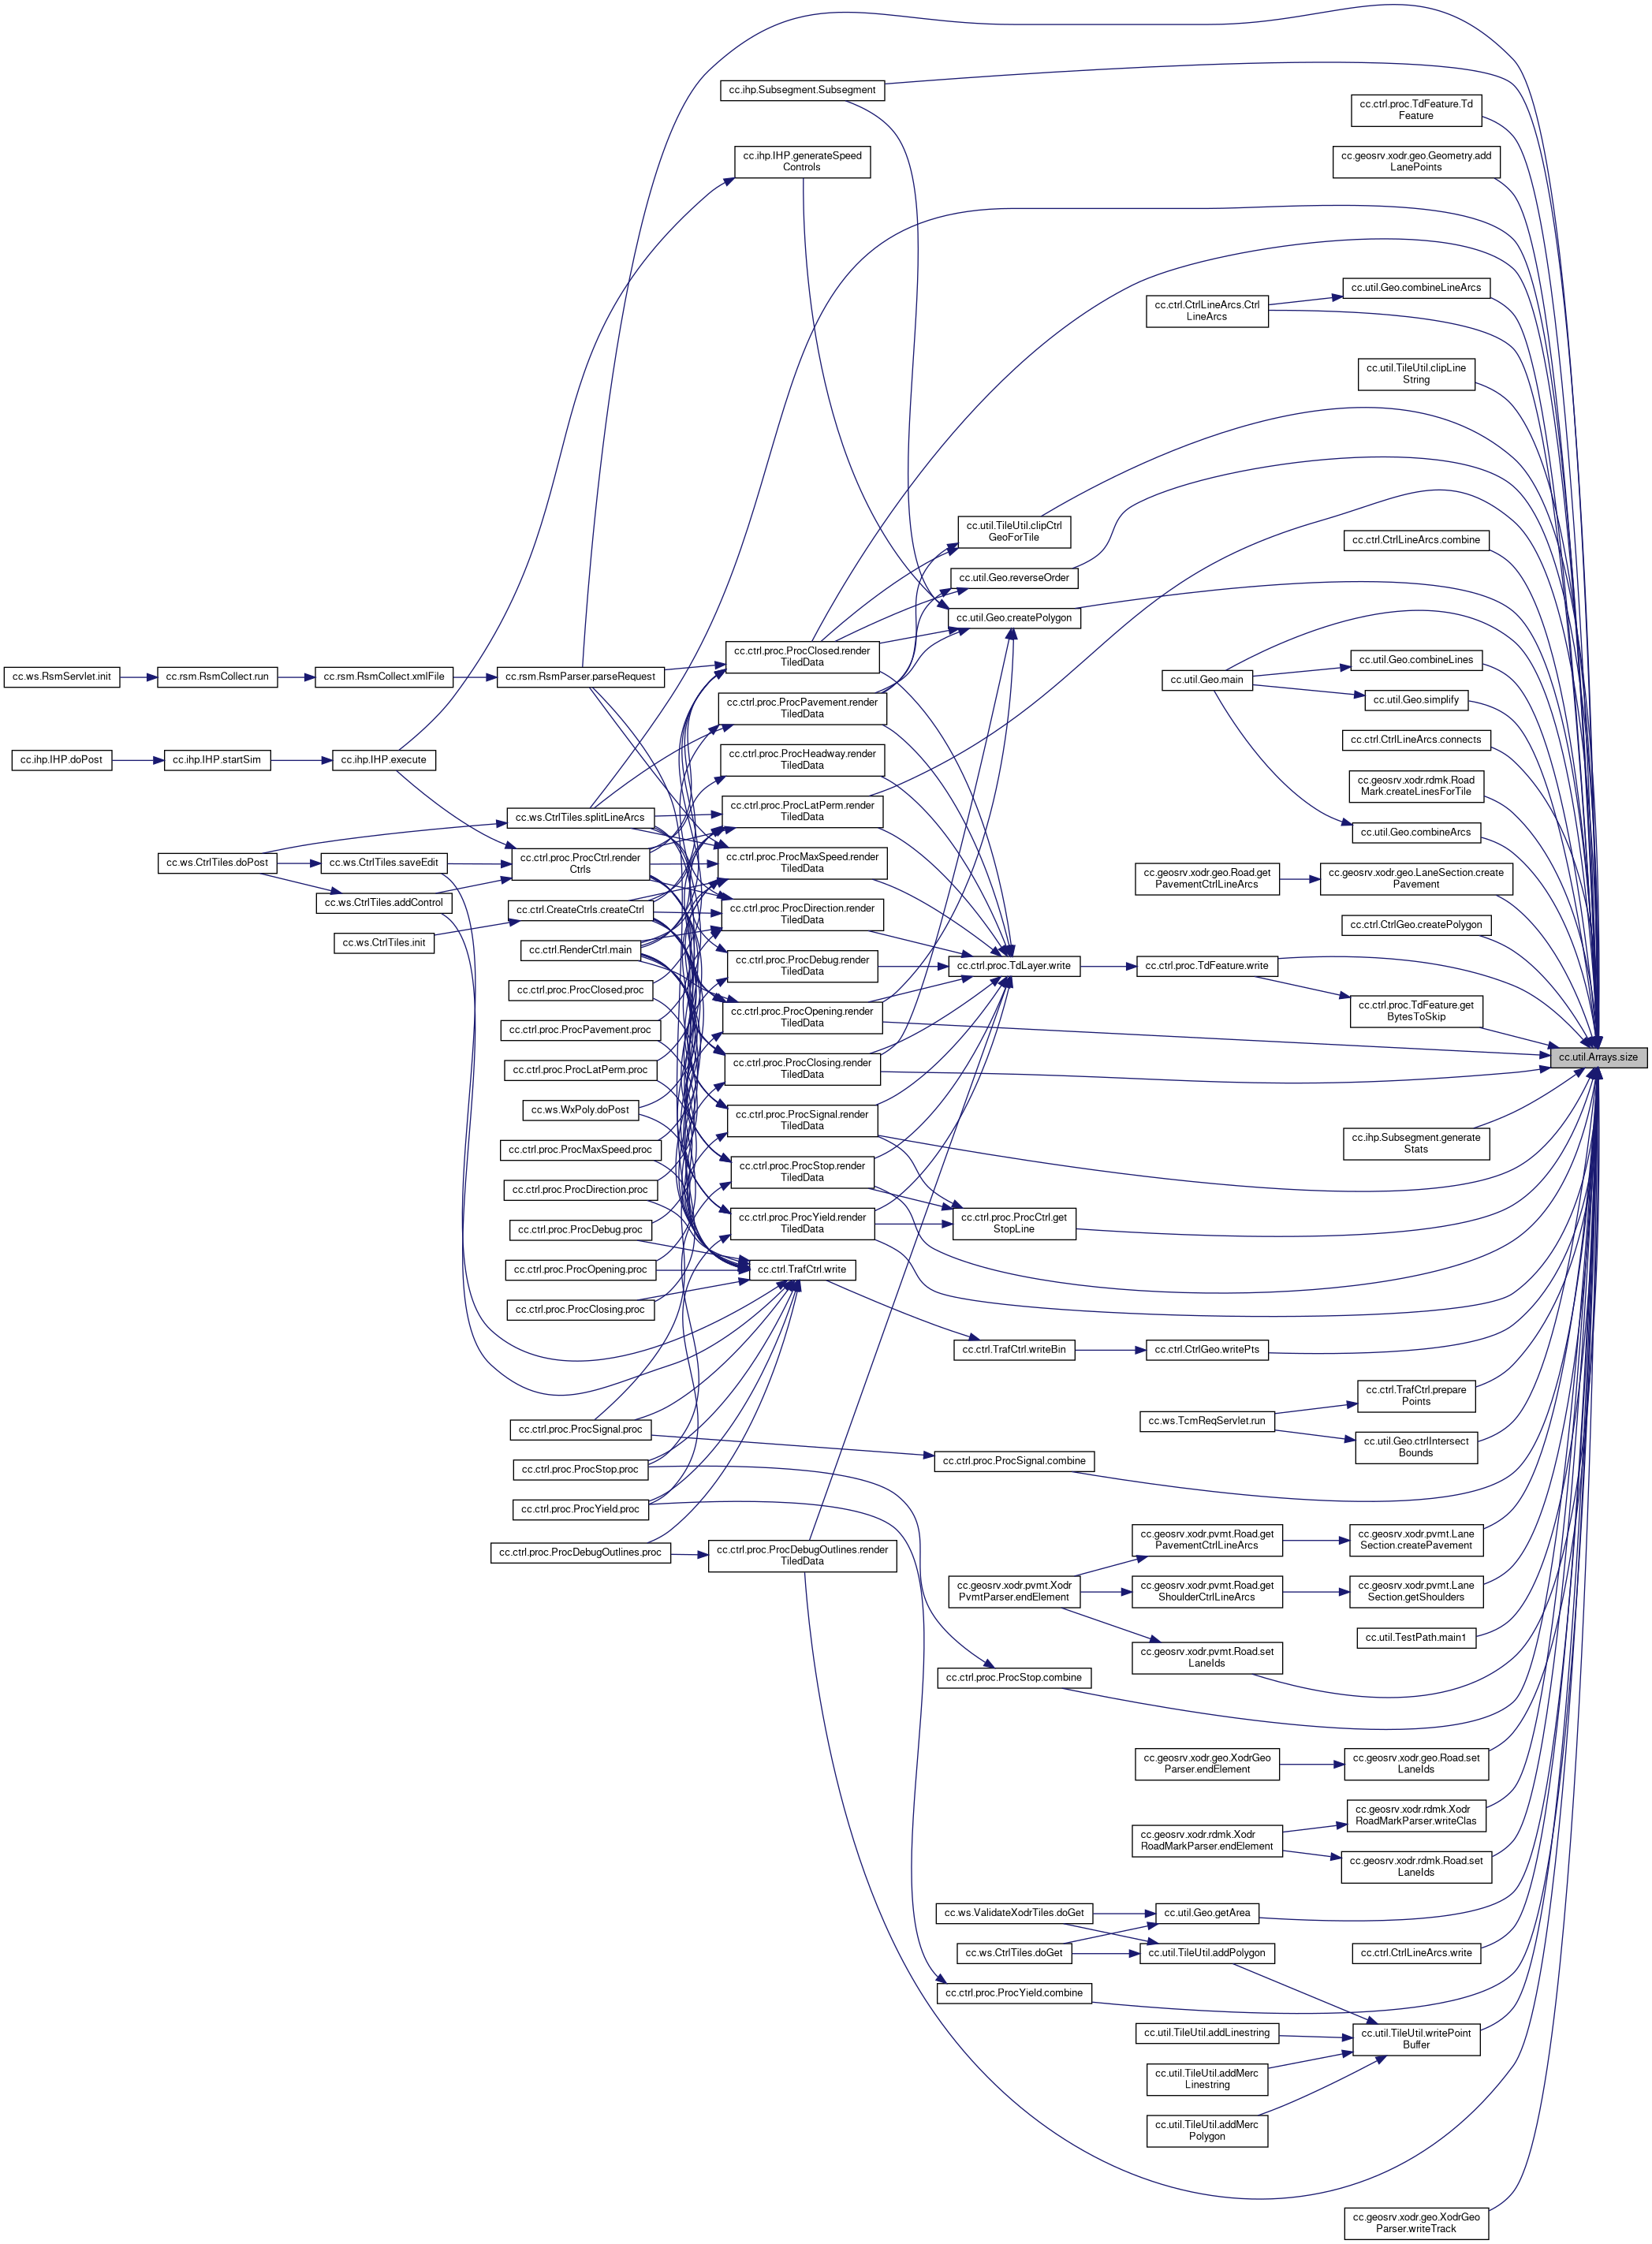 cc.ihp.Subsegment.Subsegment
cc.ctrl.proc.TdFeature.Td
Feature
cc.ihp.IHP.generateSpeed
Controls
cc.geosrv.xodr.geo.Geometry.add
LanePoints
cc.util.Geo.combineLineArcs
cc.ctrl.CtrlLineArcs.Ctrl
LineArcs
cc.util.TileUtil.clipLine
String
cc.util.TileUtil.clipCtrl
GeoForTile
cc.ctrl.CtrlLineArcs.combine
cc.util.Geo.reverseOrder
cc.util.Geo.createPolygon
cc.ctrl.proc.ProcClosed.render
TiledData
cc.util.Geo.combineLines
cc.ws.RsmServlet.init
cc.rsm.RsmCollect.run
cc.rsm.RsmCollect.xmlFile
cc.rsm.RsmParser.parseRequest
cc.util.Geo.main
cc.util.Geo.simplify
cc.ctrl.proc.ProcPavement.render
TiledData
cc.ctrl.CtrlLineArcs.connects
cc.ihp.IHP.doPost
cc.ihp.IHP.startSim
cc.ihp.IHP.execute
cc.ctrl.proc.ProcHeadway.render
TiledData
cc.geosrv.xodr.rdmk.Road
Mark.createLinesForTile
cc.ws.CtrlTiles.splitLineArcs
cc.ctrl.proc.ProcLatPerm.render
TiledData
cc.util.Geo.combineArcs
cc.ws.CtrlTiles.doPost
cc.ws.CtrlTiles.saveEdit
cc.ctrl.proc.ProcCtrl.render
Ctrls
cc.ctrl.proc.ProcMaxSpeed.render
TiledData
cc.geosrv.xodr.geo.Road.get
PavementCtrlLineArcs
cc.geosrv.xodr.geo.LaneSection.create
Pavement
cc.ws.CtrlTiles.addControl
cc.ctrl.CreateCtrls.createCtrl
cc.ctrl.proc.ProcDirection.render
TiledData
cc.ctrl.CtrlGeo.createPolygon
cc.ws.CtrlTiles.init
cc.ctrl.RenderCtrl.main
cc.ctrl.proc.ProcDebug.render
TiledData
cc.ctrl.proc.TdLayer.write
cc.ctrl.proc.TdFeature.write
cc.ctrl.proc.ProcClosed.proc
cc.ctrl.proc.TdFeature.get
BytesToSkip
cc.ctrl.proc.ProcOpening.render
TiledData
cc.ctrl.proc.ProcPavement.proc
cc.util.Arrays.size
cc.ctrl.proc.ProcLatPerm.proc
cc.ctrl.proc.ProcClosing.render
TiledData
cc.ws.WxPoly.doPost
cc.ctrl.proc.ProcSignal.render
TiledData
cc.ihp.Subsegment.generate
Stats
cc.ctrl.proc.ProcMaxSpeed.proc
cc.ctrl.proc.ProcStop.render
TiledData
cc.ctrl.proc.ProcDirection.proc
cc.ctrl.proc.ProcYield.render
TiledData
cc.ctrl.proc.ProcCtrl.get
StopLine
cc.ctrl.proc.ProcDebug.proc
cc.ctrl.proc.ProcOpening.proc
cc.ctrl.TrafCtrl.write
cc.ctrl.proc.ProcClosing.proc
cc.ctrl.TrafCtrl.writeBin
cc.ctrl.CtrlGeo.writePts
cc.ctrl.TrafCtrl.prepare
Points
cc.ws.TcmReqServlet.run
cc.ctrl.proc.ProcSignal.proc
cc.util.Geo.ctrlIntersect
Bounds
cc.ctrl.proc.ProcSignal.combine
cc.ctrl.proc.ProcStop.proc
cc.ctrl.proc.ProcYield.proc
cc.geosrv.xodr.pvmt.Road.get
PavementCtrlLineArcs
cc.geosrv.xodr.pvmt.Lane
Section.createPavement
cc.ctrl.proc.ProcDebugOutlines.proc
cc.ctrl.proc.ProcDebugOutlines.render
TiledData
cc.geosrv.xodr.pvmt.Xodr
PvmtParser.endElement
cc.geosrv.xodr.pvmt.Road.get
ShoulderCtrlLineArcs
cc.geosrv.xodr.pvmt.Lane
Section.getShoulders
cc.util.TestPath.main1
cc.geosrv.xodr.pvmt.Road.set
LaneIds
cc.ctrl.proc.ProcStop.combine
cc.geosrv.xodr.geo.XodrGeo
Parser.endElement
cc.geosrv.xodr.geo.Road.set
LaneIds
cc.geosrv.xodr.rdmk.Xodr
RoadMarkParser.writeClas
cc.geosrv.xodr.rdmk.Xodr
RoadMarkParser.endElement
cc.geosrv.xodr.rdmk.Road.set
LaneIds
cc.ws.ValidateXodrTiles.doGet
cc.util.Geo.getArea
cc.ws.CtrlTiles.doGet
cc.util.TileUtil.addPolygon
cc.ctrl.CtrlLineArcs.write
cc.ctrl.proc.ProcYield.combine
cc.util.TileUtil.addLinestring
cc.util.TileUtil.writePoint
Buffer
cc.util.TileUtil.addMerc
Linestring
cc.util.TileUtil.addMerc
Polygon
cc.geosrv.xodr.geo.XodrGeo
Parser.writeTrack